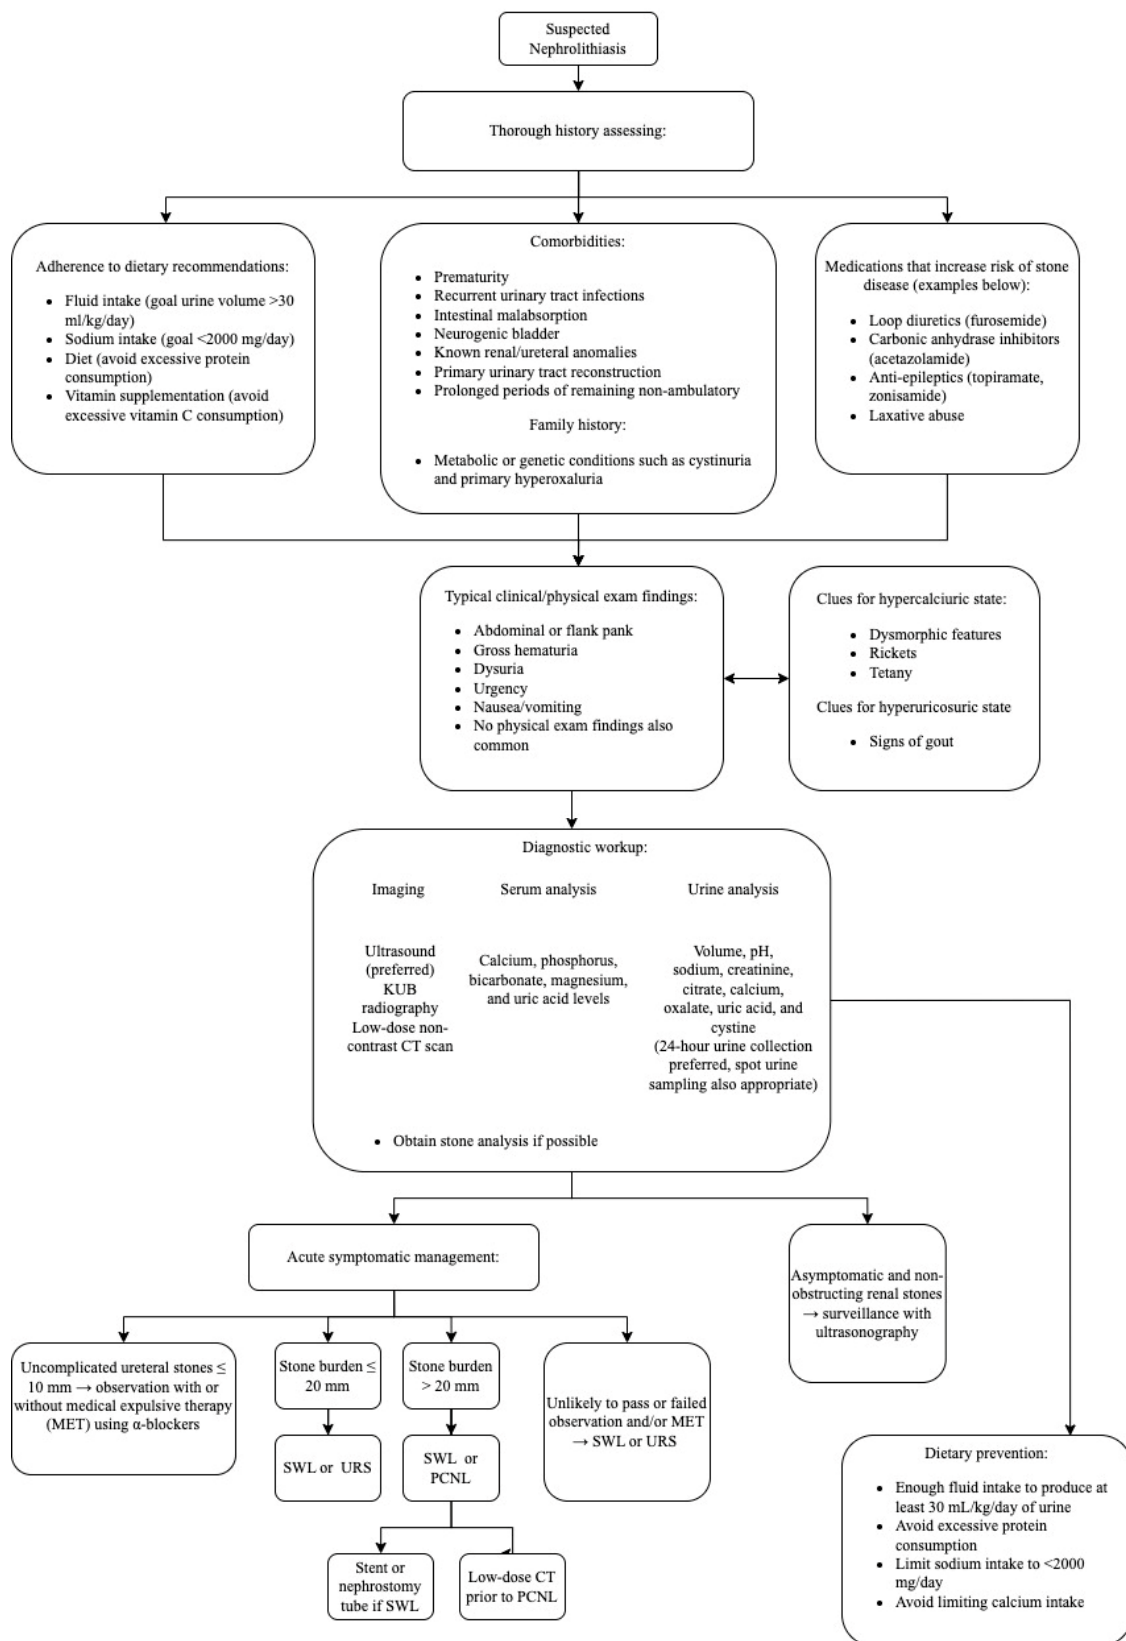 Suspected
Nephrolithiasis
Thorough history assessing:
Adherence to dietary recommendations:
• Fluid intake (goal urine volume >30
ml/kg/day)
• Sodium intake (goal <2000 mg/day)
• Diet (avoid excessive protein
consumption)
• Vitamin supplementation (avoid
excessive vitamin C consumption)
Comorbidities:
• Prematurity
• Recurrent urinary tract infections
• Intestinal malabsorption
• Neurogenic bladder
• Known renal/ureteral anomalies
• Primary urinary tract reconstruction
• Prolonged periods of remaining non-ambulatory
Family history:
• Metabolic or genetic conditions such as cystinuria
and primary hyperoxaluria
Medications that increase risk of stone
disease (examples below):
• Loop diuretics (furosemide)
• Carbonic anhydrase inhibitors
(acetazolamide)
• Anti-epileptics (topiramate,
zonisamide)
• Laxative abuse
Typical clinical/physical exam findings:
• Abdominal or flank pank
• Gross hematuria
• Dysuria
• Urgency
• Nausea/vomiting
• No physical exam findings also
common
Clues for hypercalciuric state:
• Dysmorphic features
• Rickets
• Tetany
Clues for hyperuricosuric state
• Signs of gout
Diagnostic workup:
Imaging
Ultrasound
(preferred)
KUB
radiography
Low-dose non-
contrast CT scan
Serum analysis
Calcium, phosphorus,
bicarbonate, magnesium,
and uric acid levels
Urine analysis
Volume, pH,
sodium, creatinine,
citrate, calcium,
oxalate, uric acid, and
cystine
(24-hour urine collection
preferred, spot urine
sampling also appropriate)
• Obtain stone analysis if possible
Acute symptomatic management:
Asymptomatic and non-
obstructing renal stones
→ surveillance with
ultrasonography
Uncomplicated ureteral stones ≤
10 mm → observation with or
without medical expulsive therapy
(MET) using α-blockers
Stone burden ≤
20 mm
Stone burden
> 20 mm
Unlikely to pass or failed
observation and/or MET
→ SWL or URS
SWL or URS
SWL or
PCNL
Stent or
nephrostomy
tube if SWL
Low-dose CT
prior to PCNL
Dietary prevention:
• Enough fluid intake to produce at
least 30 mL/kg/day of urine
• Avoid excessive protein
consumption
• Limit sodium intake to <2000
mg/day
• Avoid limiting calcium intake